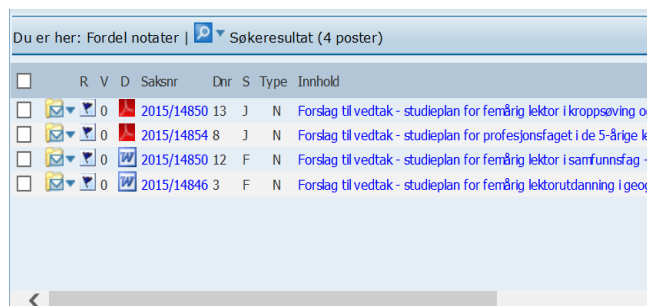 Du er her: Fordel notater | Søkeresultat (4 poster)
R V D Saksnr Dnr S Type Innhold
0 2015/14850 13 J N Forslag til vedtak - studieplan for femårig lektor i kroppsøving og
0 2015/14854 8 J N Forslag til vedtak - studieplan for profesjonsfaget i de 5-årige
0 W 2015/14850 12 F N Forslag til vedtak - studieplan for femårig lektor i samfunnsfag -
0 W 2015/14846 3 F N Forslag til vedtak - studieplan for femårig lektorutdanning i